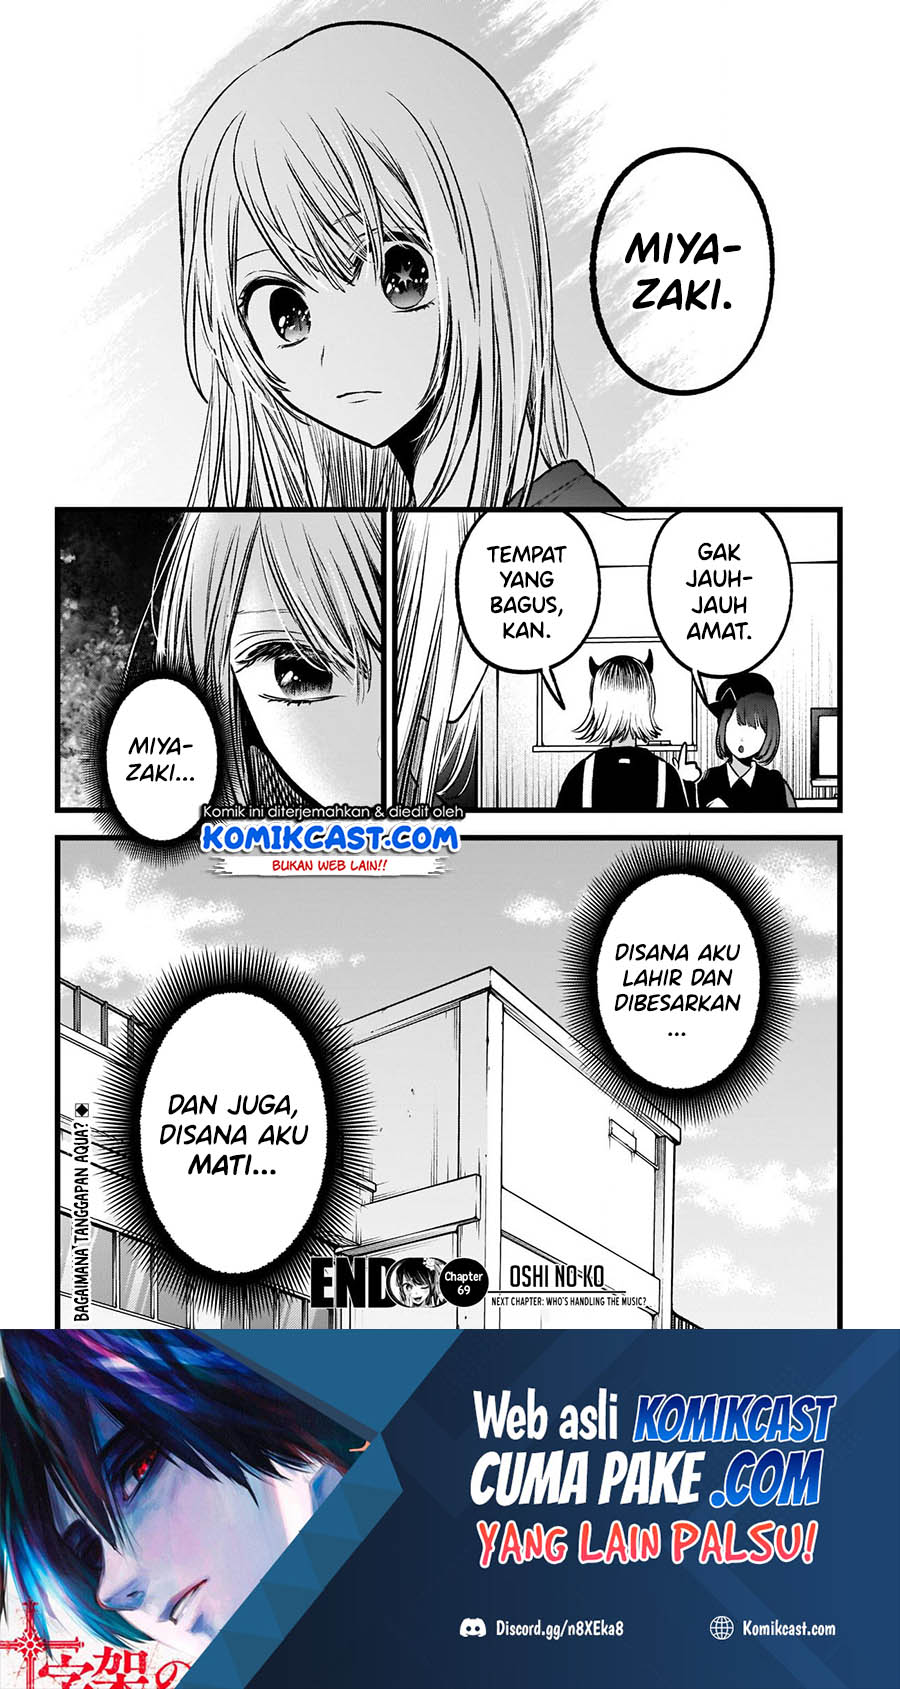 MIYA-
ZAKI.
GAK
JAUH-
JAUH
AMAT.
TEMPAT
YANG
BAGUS,
KAN.
MIYA-
ZAKI...
Komik ini diterjemahkan & diedit oleh
KOMIKCAST.COM
BUKAN WEB LAIN!!
DISANA AKU
LAHIR DAN
DIBESARKAN
...
DAN JUGA,
DISANA AKU
MATI...
BAGAIMANA TANGGAPAN AQUA?
END
Chapter
69
OSHI NO KO
NEXT CHAPTER: WHO'S HANDLING THE MUSIC?
Web asli KOMIKCAST
CUMA PAKE .COM
YANG LAIN PALSU!
Discord.gg/n8XEka8
Komikcast.com
字架の